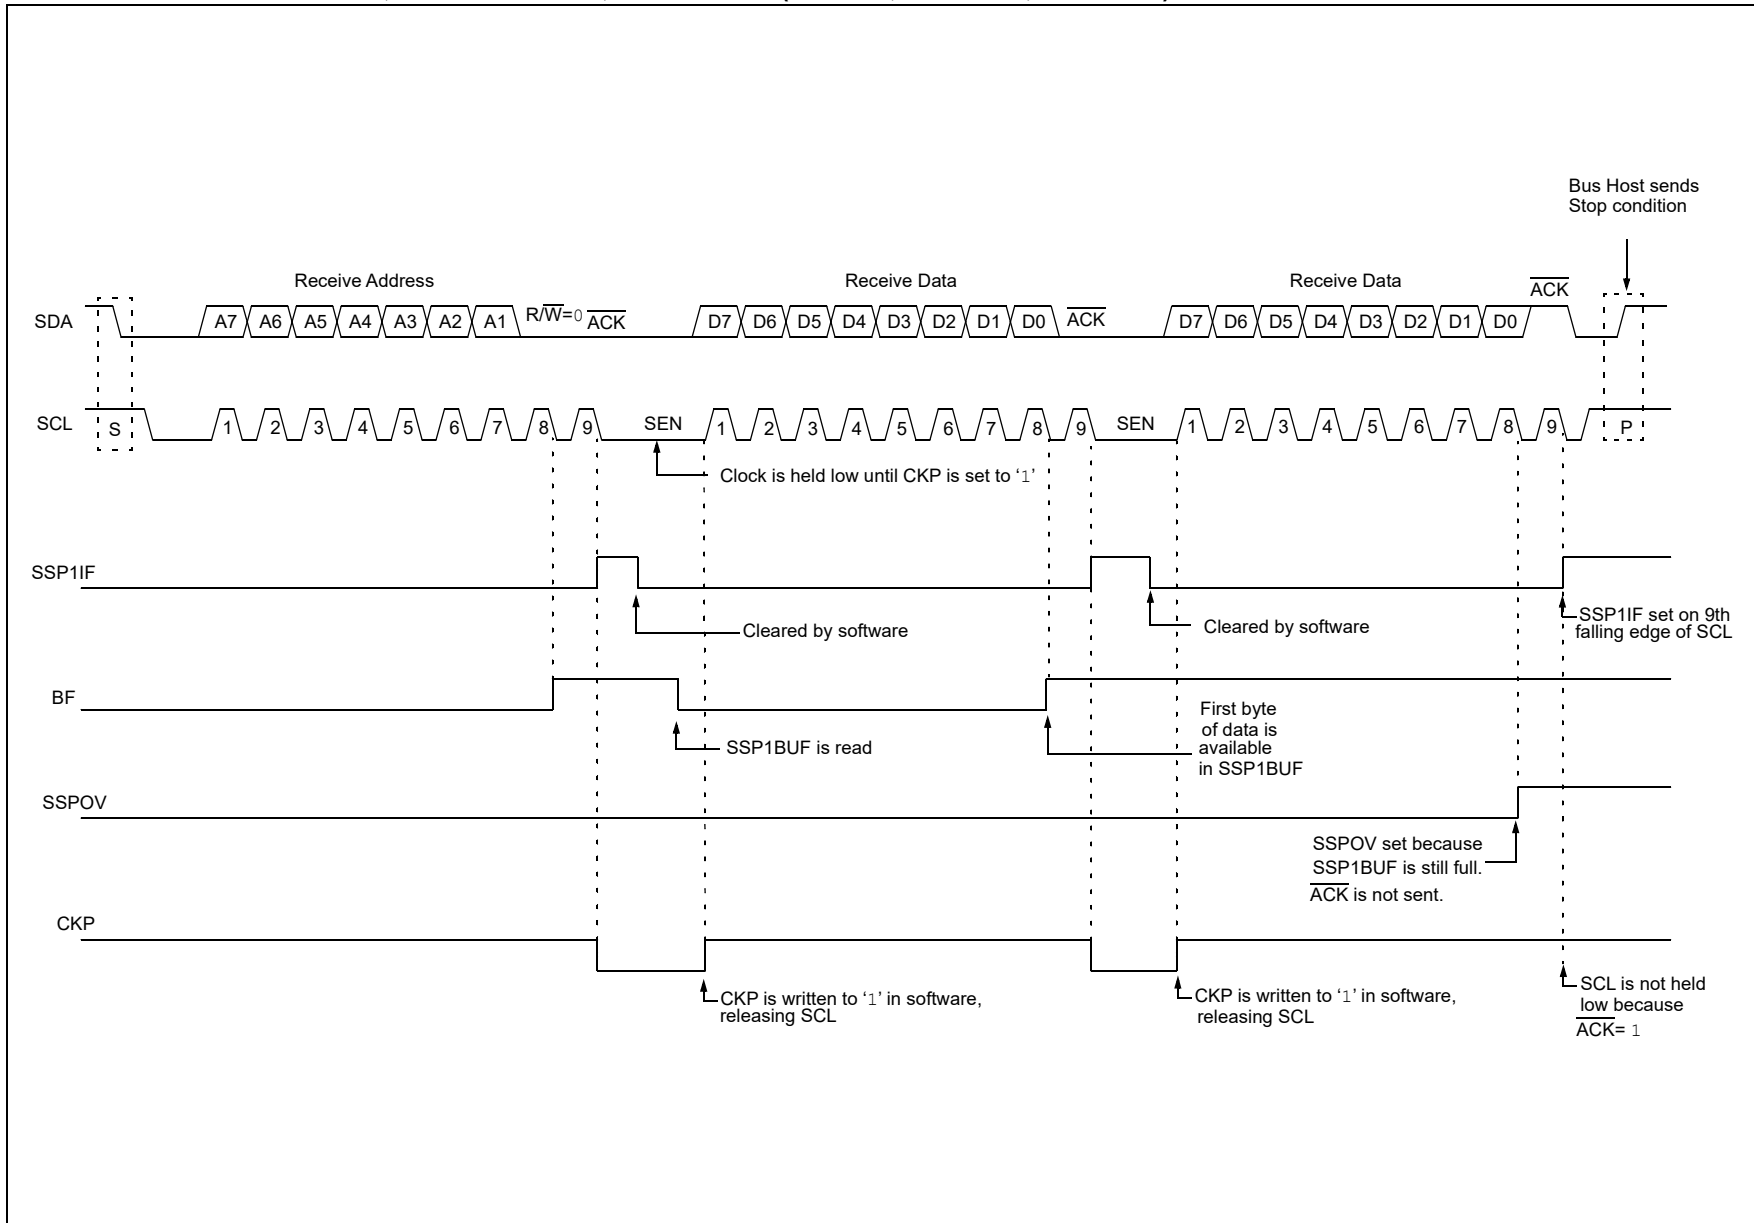 Bus Host sends
Stop condition
Receive Address
Receive Data
Receive Data
ACK
SDA
A7 A6 A5 A4 A3 A2 A1 R/W=0 ACK
D7 D6 D5 D4 D3 D2 D1 D0 ACK
D7 D6 D5 D4 D3 D2 D1 D0
SCL
S
1 2 3 4 5 6 7 8 9 SEN
1 2 3 4 5 6 7 8 9 SEN
1 2 3 4 5 6 7 8 9
P
Clock is held low until CKP is set to ‘1’
SSP1IF
Cleared by software
Cleared by software
SSP1IF set on 9th
falling edge of SCL
BF
SSP1BUF is read
First byte
of data is
available
in SSP1BUF
SSPOV
SSPOV set because
SSP1BUF is still full.
ACK is not sent.
CKP
CKP is written to ‘1’ in software,
releasing SCL
CKP is written to ‘1’ in software,
releasing SCL
SCL is not held
low because
ACK= 1